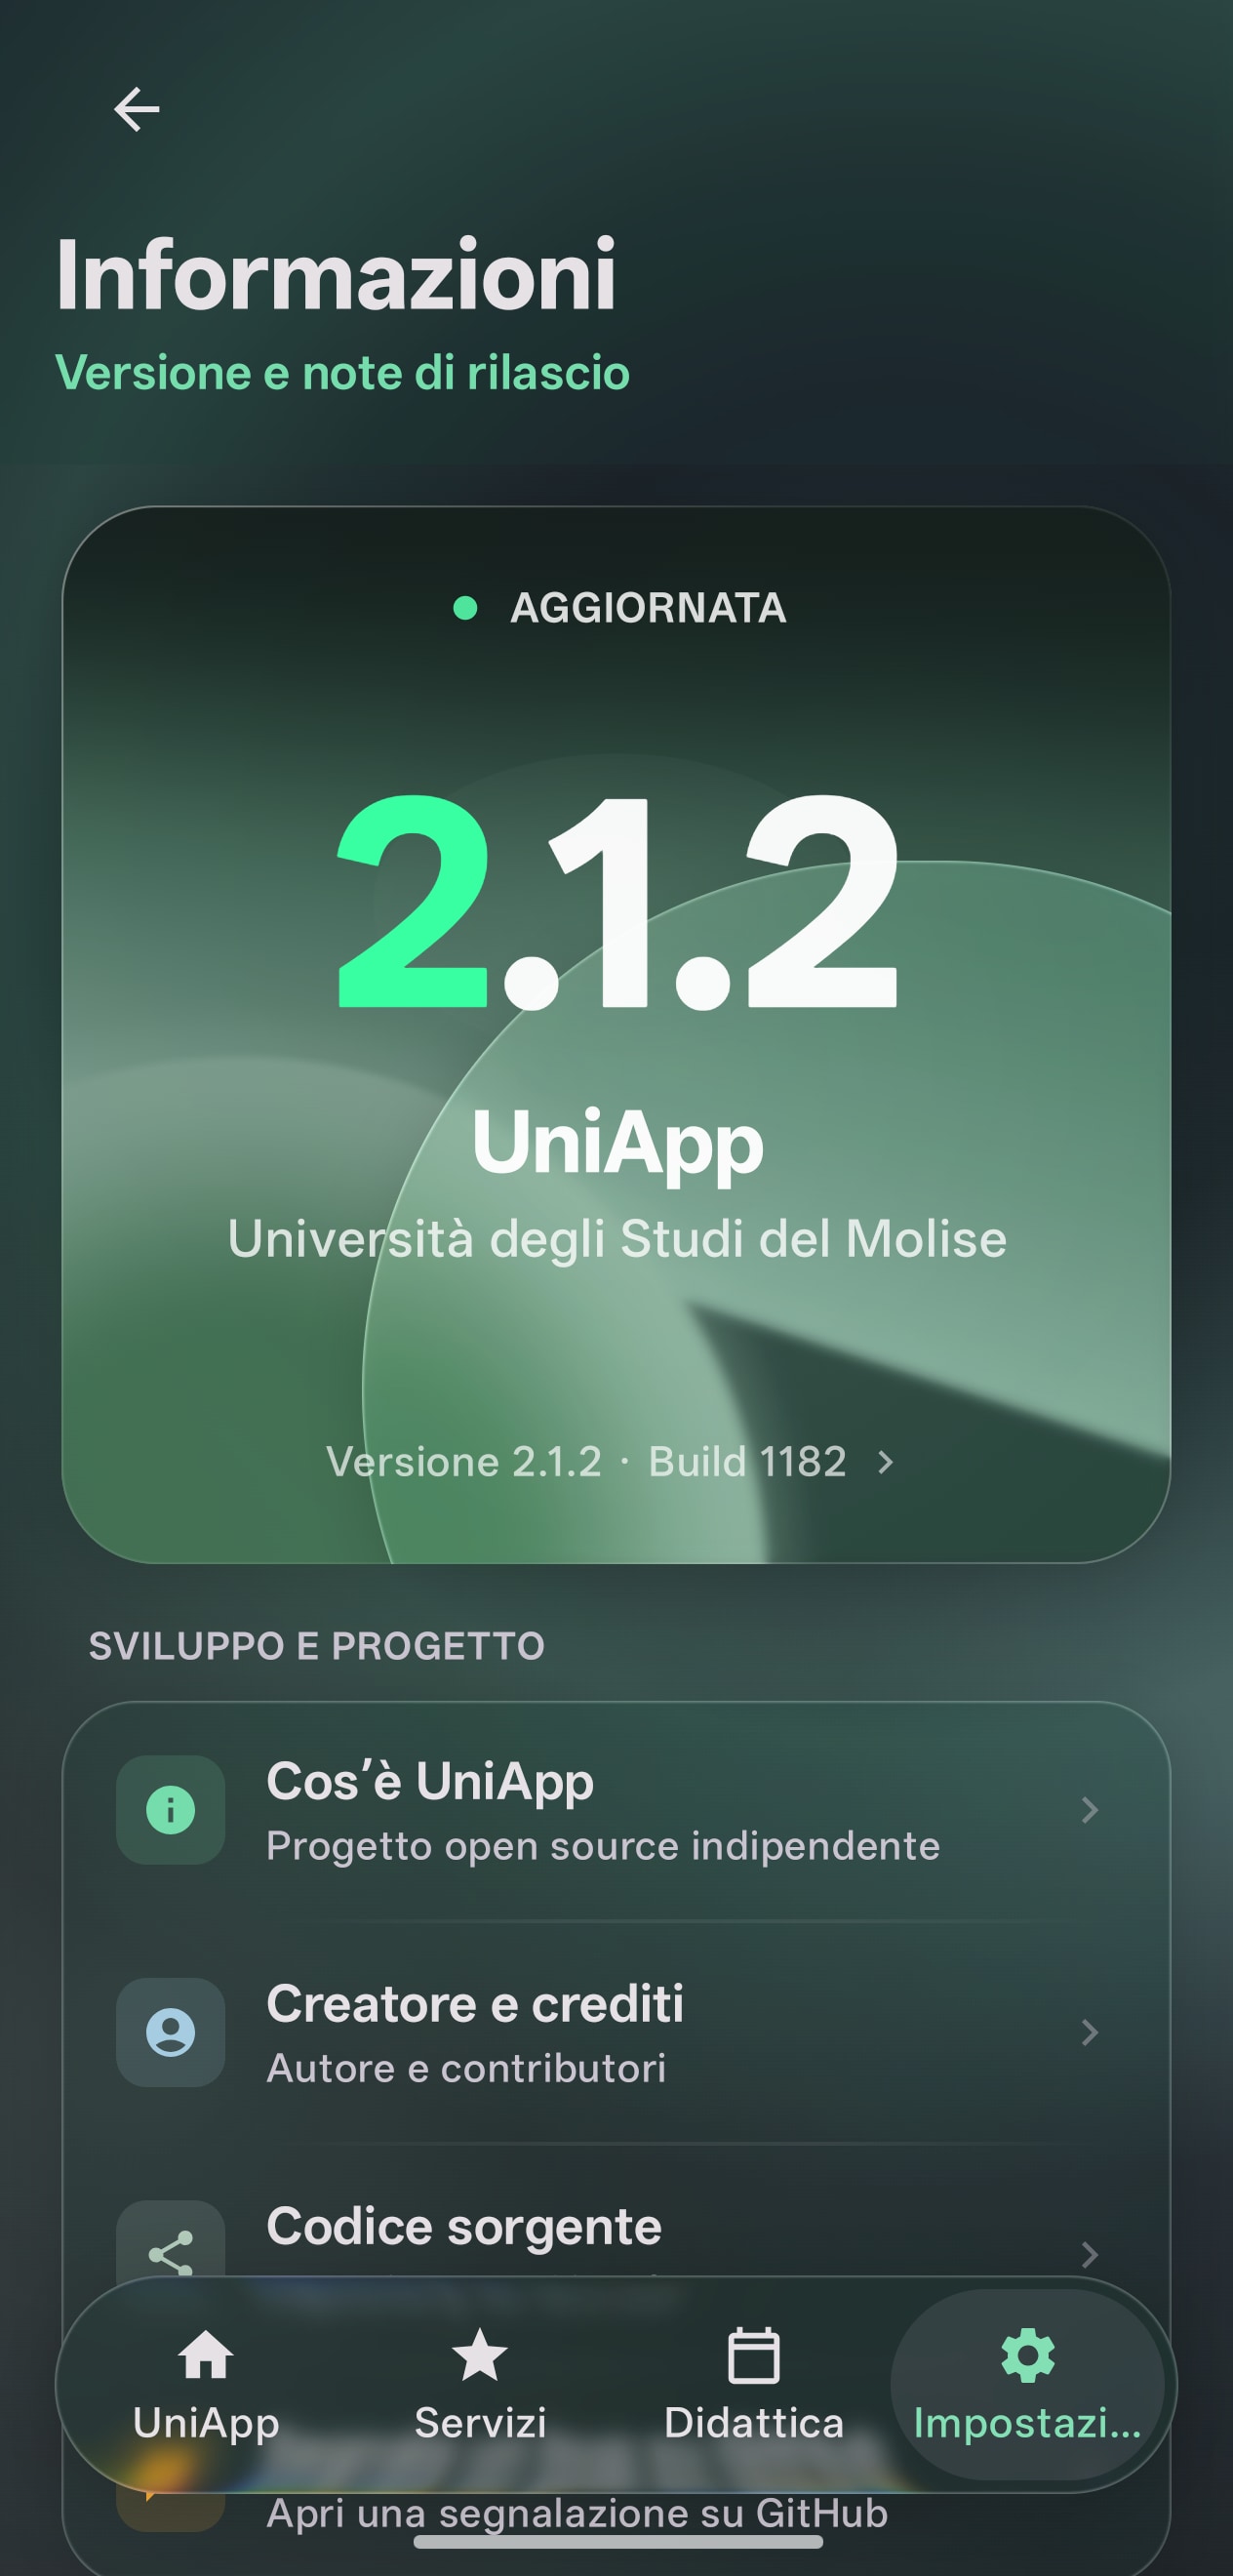 Informazioni
Versione e note di rilascio
AGGIORNATA
2.1.2
UniApp
Università degli Studi del Molise
Versione 2.1.2 · Build 1182
SVILUPPO E PROGETTO
Cos’è UniApp
Progetto open source indipendente
Creatore e crediti
Autore e contributori
Codice sorgente
UniApp
Servizi
Didattica
Impostazi...
Apri una segnalazione su GitHub